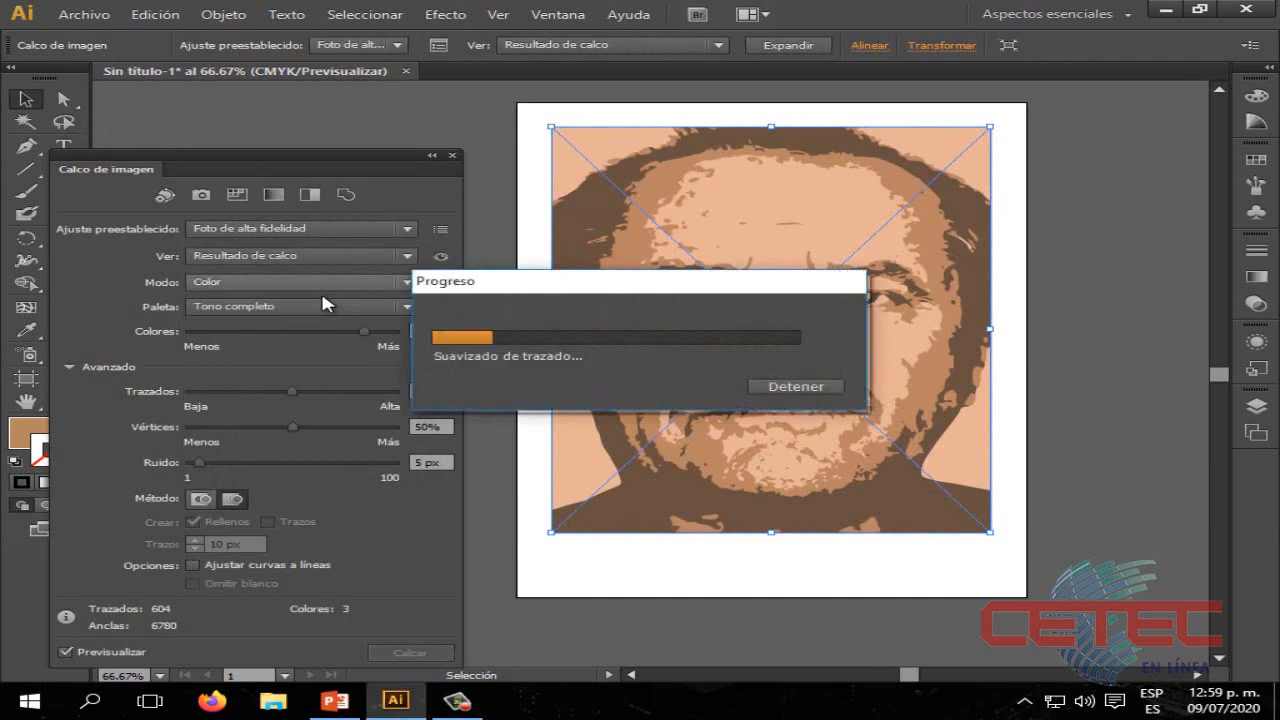 Ai Archivo Edición Objeto Texto Seleccionar Efecto Ver Ventana Ayuda Br Aspectos esenciales
Calco de imagen Ajuste preestablecido: Foto de alt... Ver: Resultado de calco Expandir Alinear Transformar
Sin título-1* al 66.67% (CMYK/Previsualizar)
Calco de imagen
Ajuste preestablecido: Foto de alta fidelidad
Ver: Resultado de calco
Modo: Color
Paleta: Tono completo
Colores:
Menos Más
Avanzado
Trazados:
Baja Alta
Vértices: 50%
Menos Más
Ruido: 5 px
1 100
Método:
Crear: Rellenos Trazos
Trazo: 10 px
Opciones: Ajustar curvas a líneas
Omitir blanco
Trazados: 604 Colores: 3
Anclas: 6780
Previsualizar Calcar
Progreso
Suavizado de trazado...
Detener
CETEC
EN LÍNEA
66.67% 1 Selección
Ai ESP 12:59 p. m.
ES 09/07/2020